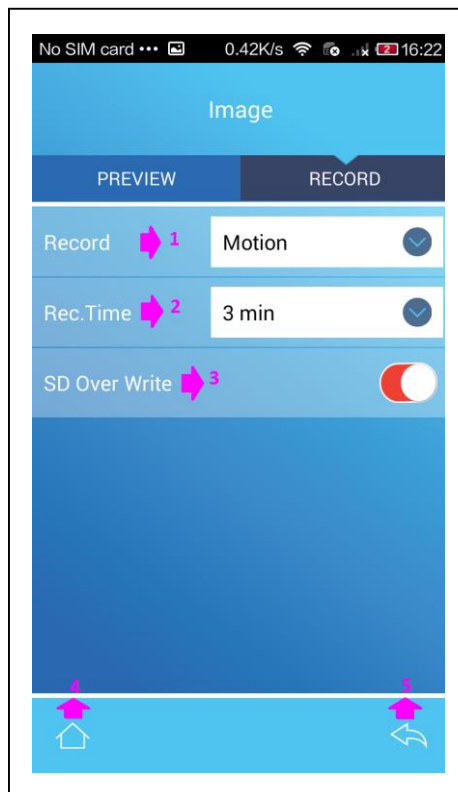 No SIM card ••• 0.42K/s 2 16:22
Image
PREVIEW RECORD
Record 1 Motion
Rec.Time 2 3 min
SD Over Write 3
4 5